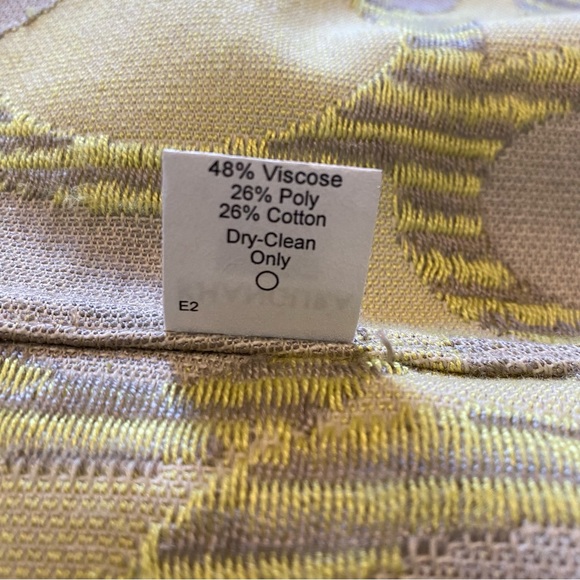 48% Viscose
26% Poly
26% Cotton
Dry-Clean
Only
E2